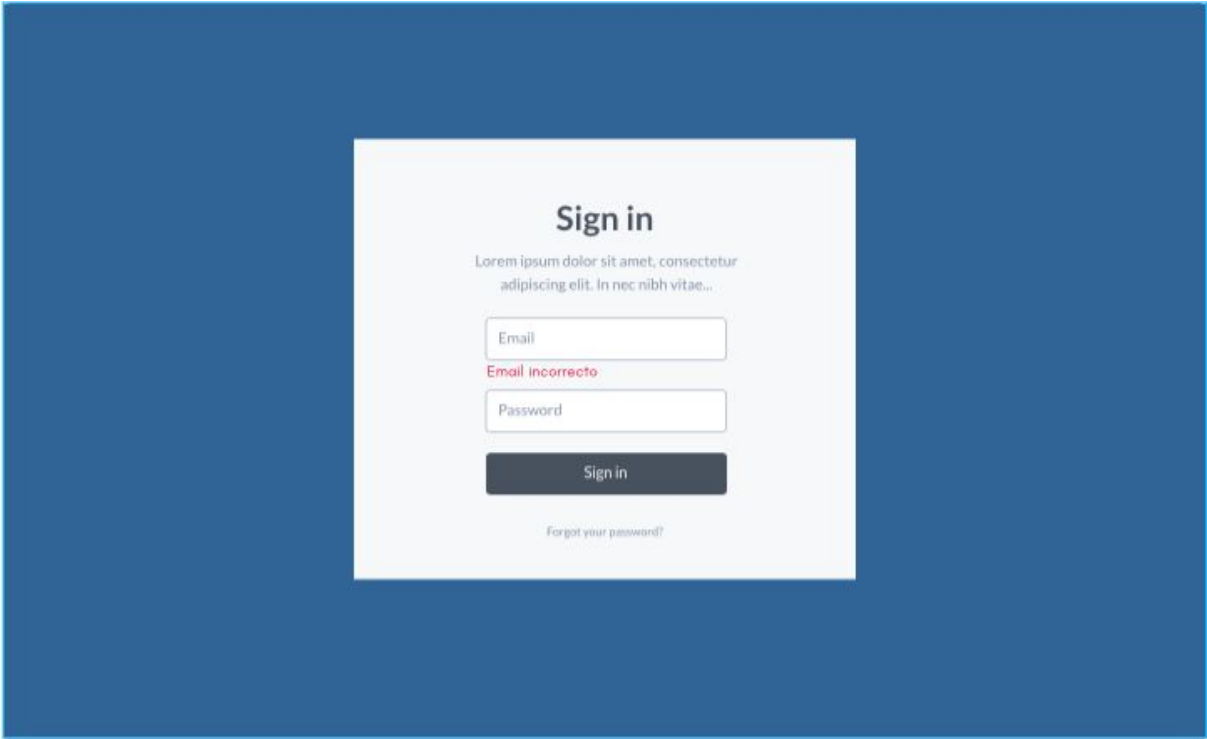 Sign in
Lorem ipsum dolor sit amet, consectetur
adipiscing elit. In nec nibh vitae...
Email
Email incorrecto
Password
Sign in
Forgot your password?